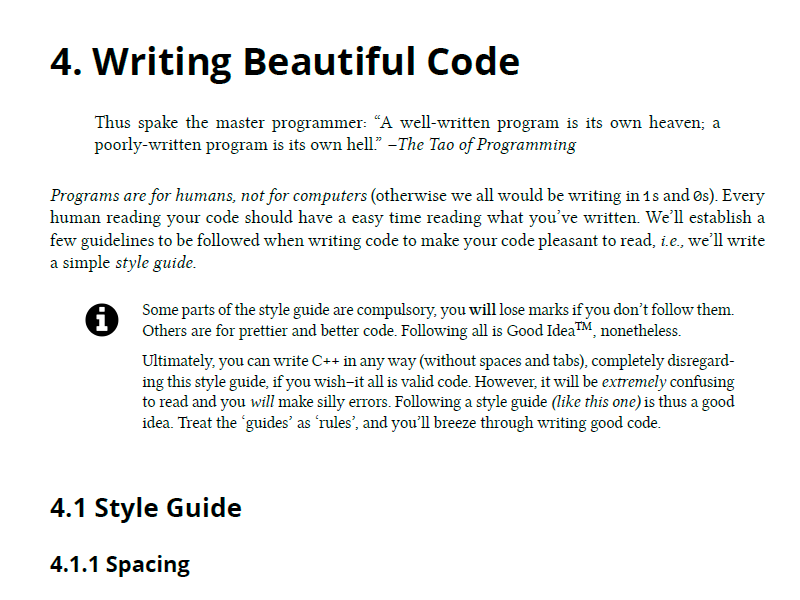 4. Writing Beautiful Code
Thus spake the master programmer: “A well-written program is its own heaven; a
poorly-written program is its own hell.” –The Tao of Programming
Programs are for humans, not for computers (otherwise we all would be writing in 1s and 0s). Every
human reading your code should have a easy time reading what you’ve written. We’ll establish a
few guidelines to be followed when writing code to make your code pleasant to read, i.e., we’ll write
a simple style guide.
Some parts of the style guide are compulsory, you will lose marks if you don’t follow them.
Others are for prettier and better code. Following all is Good Idea™, nonetheless.
Ultimately, you can write C++ in any way (without spaces and tabs), completely disregard-
ing this style guide, if you wish—it all is valid code. However, it will be extremely confusing
to read and you will make silly errors. Following a style guide (like this one) is thus a good
idea. Treat the ‘guides’ as ‘rules’, and you’ll breeze through writing good code.
4.1 Style Guide
4.1.1 Spacing